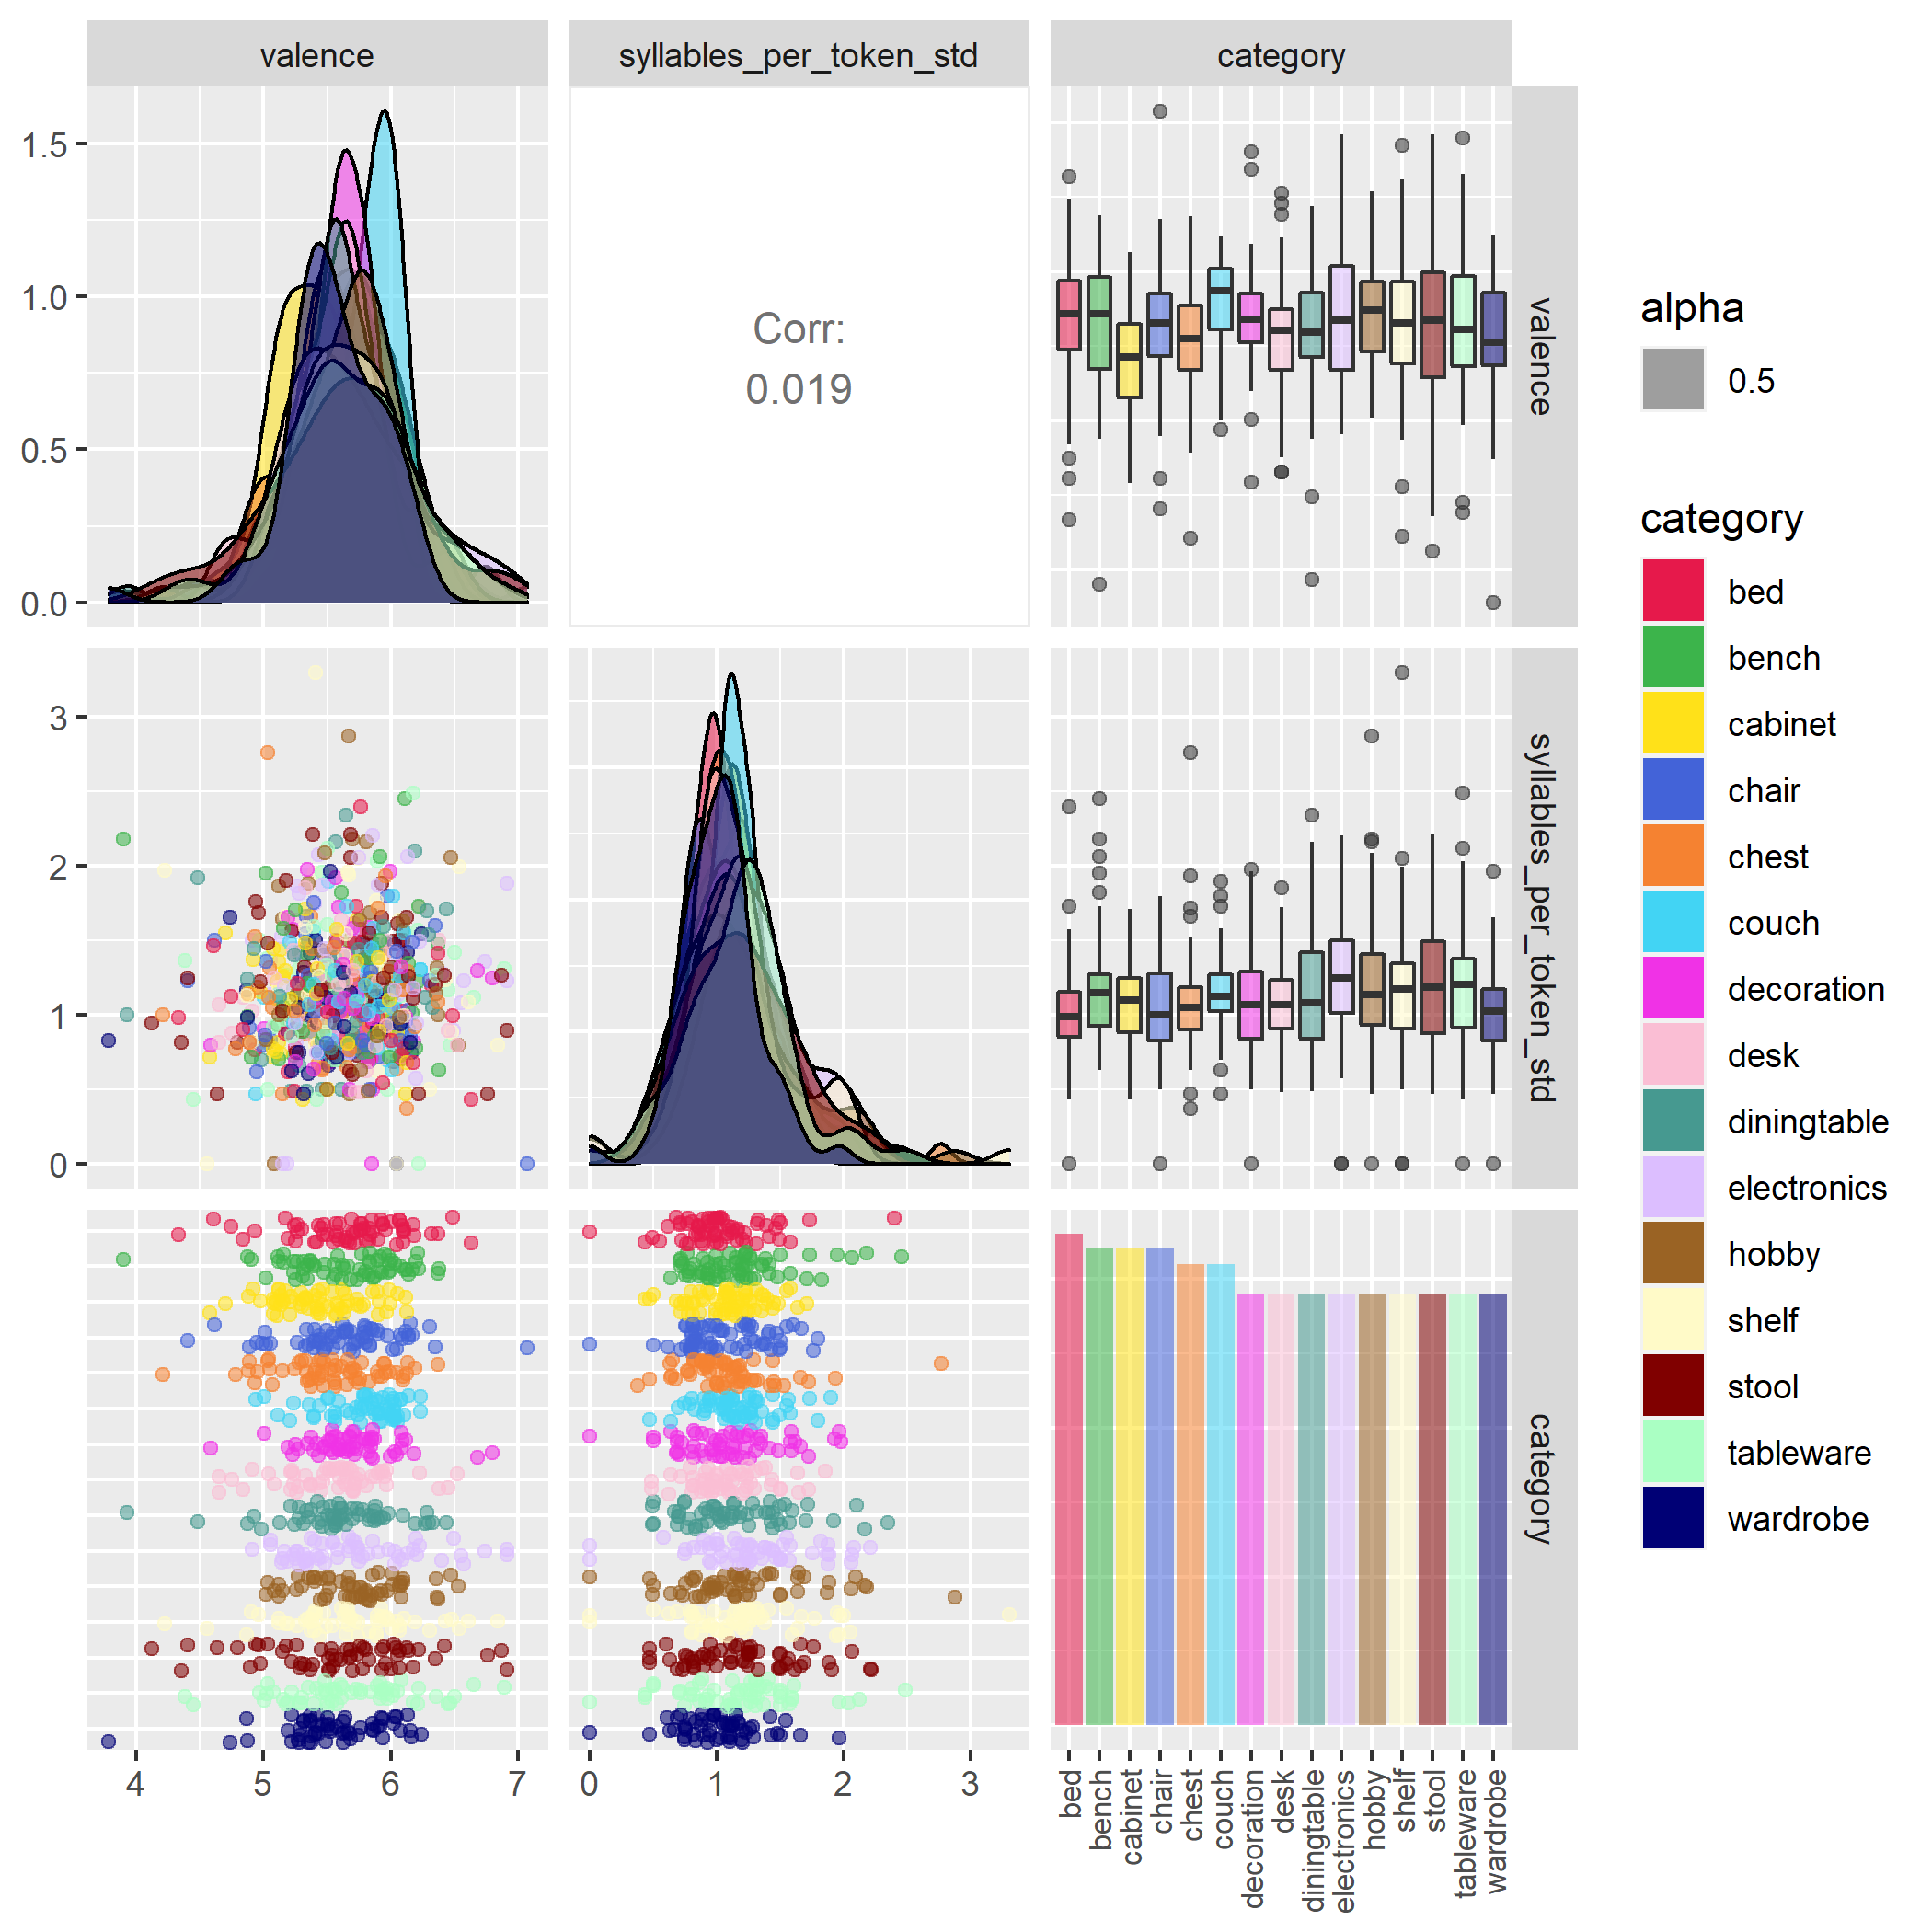 valence
syllables_per_token_std
category
1.5
1.0
0.5
0.0
Corr:
0.019
valence
3
2
1
0
syllables_per_token_std
category
4
5
6
7
0
1
2
3
bed
bench
cabinet
chair
chest
couch
decoration
desk
diningtable
electronics
hobby
shelf
stool
tableware
wardrobe
alpha
0.5
category
bed
bench
cabinet
chair
chest
couch
decoration
desk
diningtable
electronics
hobby
shelf
stool
tableware
wardrobe